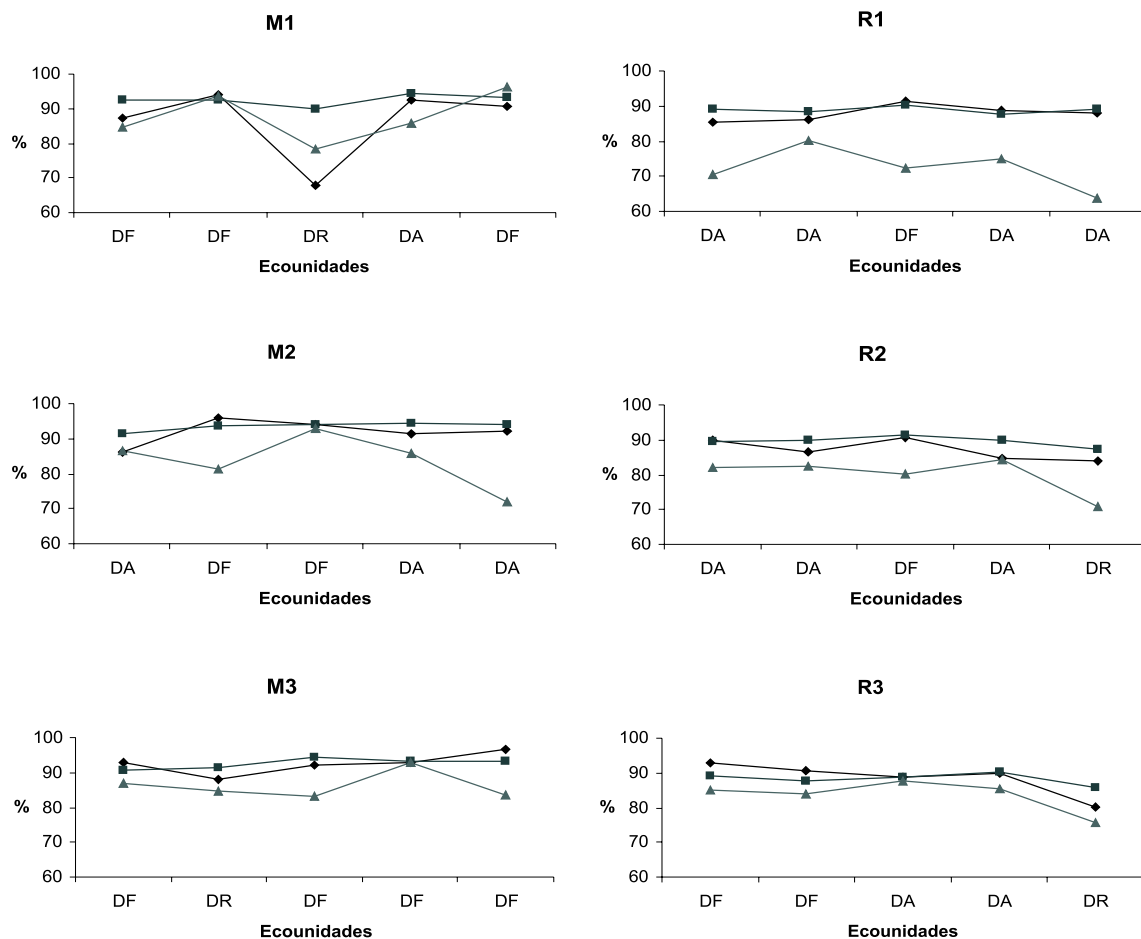 M1
100
90
80
70
60
%
DF DF DR DA DF
Ecounidades
R1
100
90
80
70
60
%
DA DA DF DA DA
Ecounidades
M2
100
90
80
70
60
%
DA DF DF DA DA
Ecounidades
R2
100
90
80
70
60
%
DA DA DF DA DR
Ecounidades
M3
100
90
80
70
60
%
DF DR DF DF DF
Ecounidades
R3
100
90
80
70
60
%
DF DF DA DA DR
Ecounidades